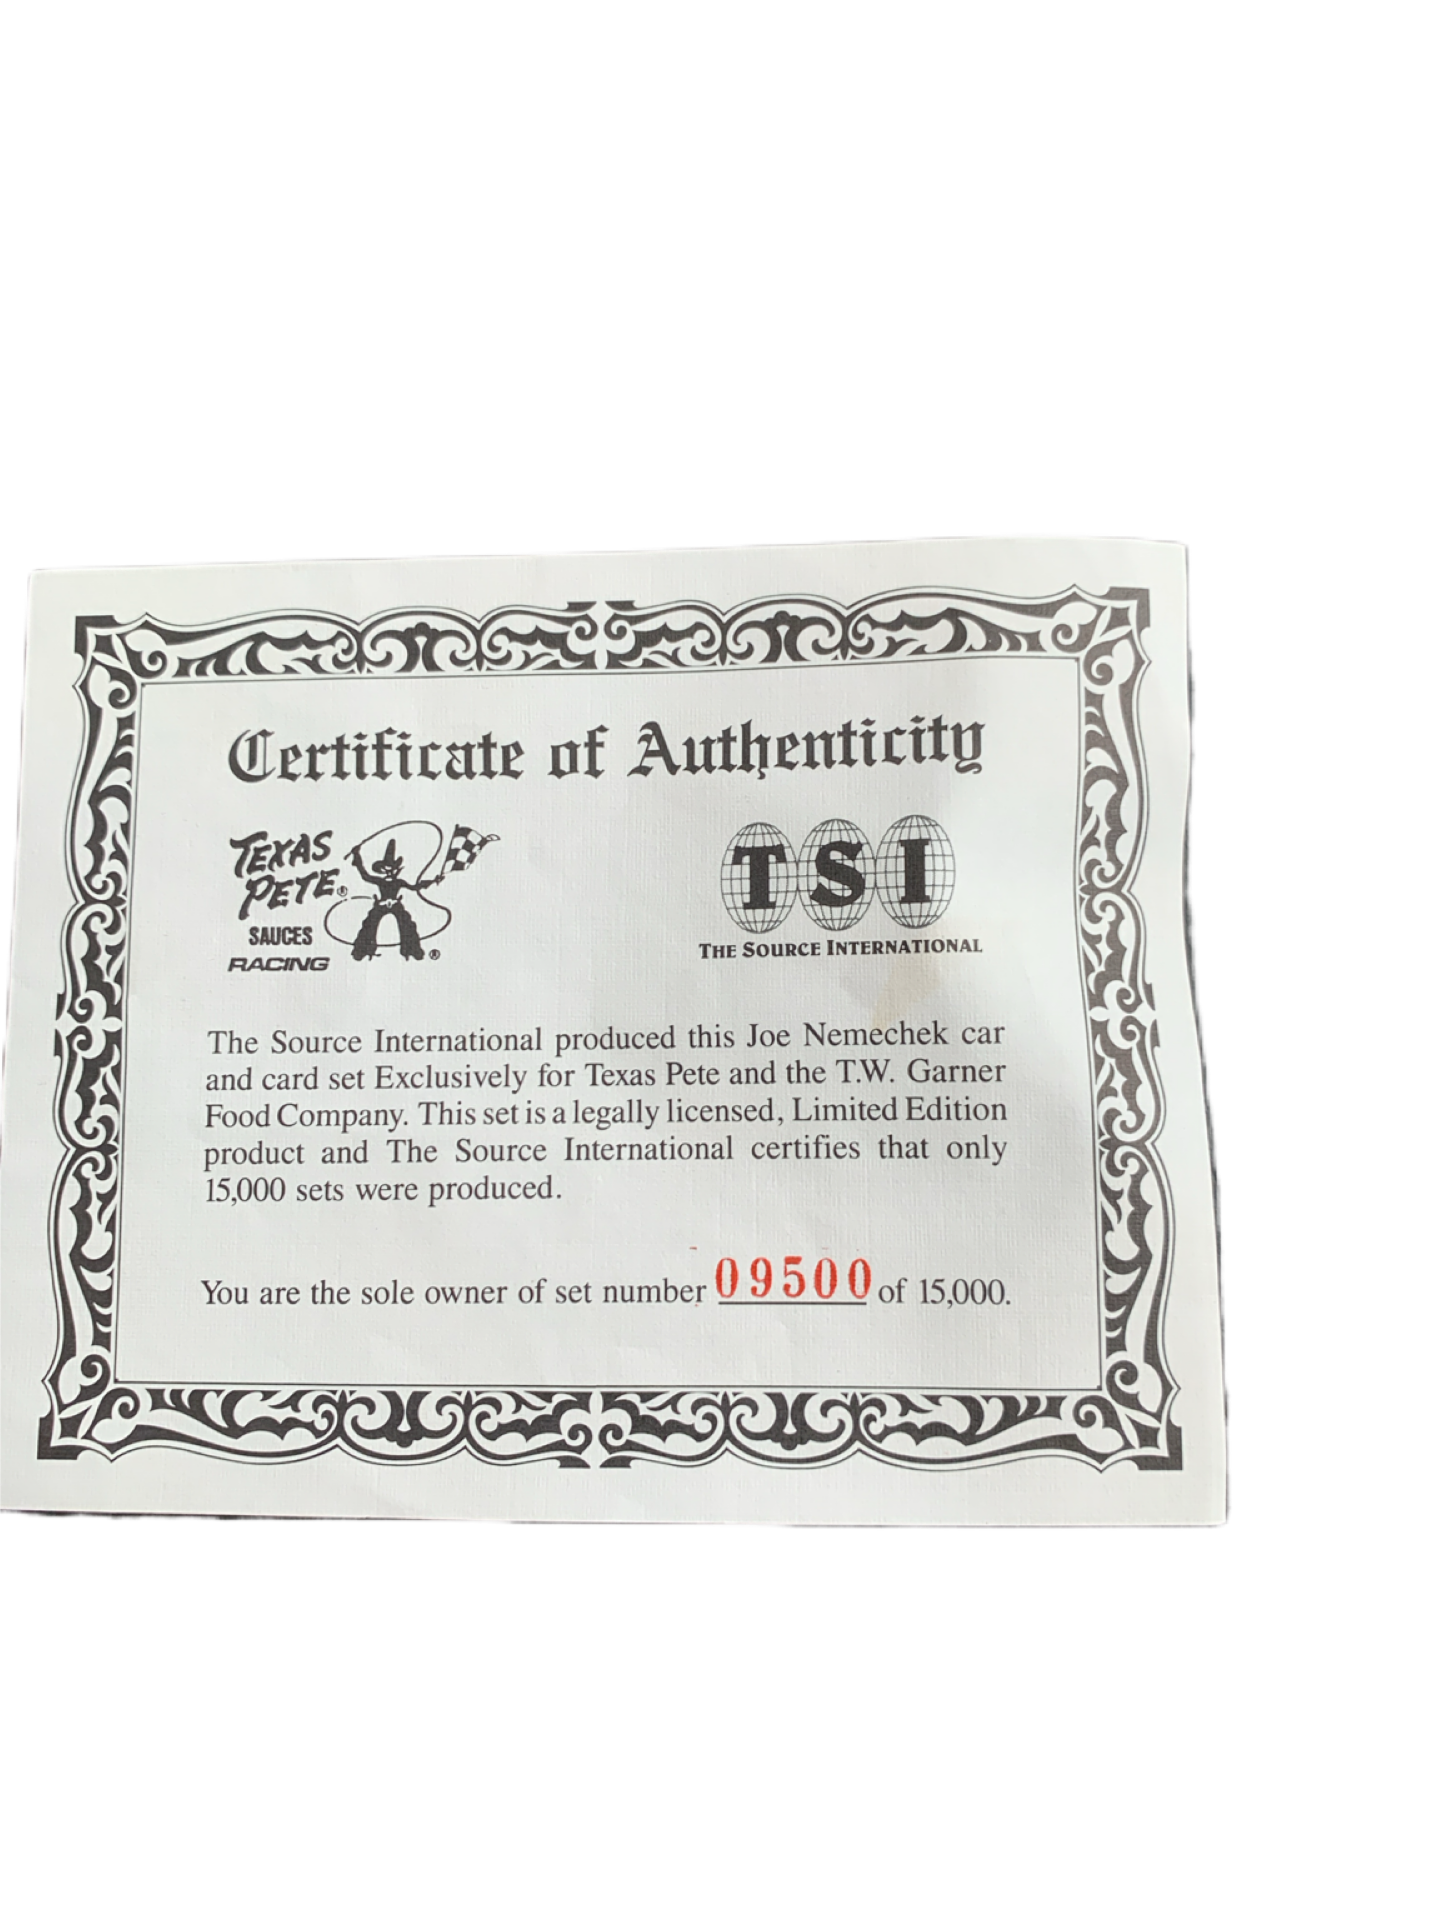 Certificate of Authenticity
TEXAS
PETE®
SAUCES
RACING
®
TSI
THE SOURCE INTERNATIONAL
The Source International produced this Joe Nemechek car
and card set Exclusively for Texas Pete and the T.W. Garner
Food Company. This set is a legally licensed, Limited Edition
product and The Source International certifies that only
15,000 sets were produced.
You are the sole owner of set number 09500 of 15,000.